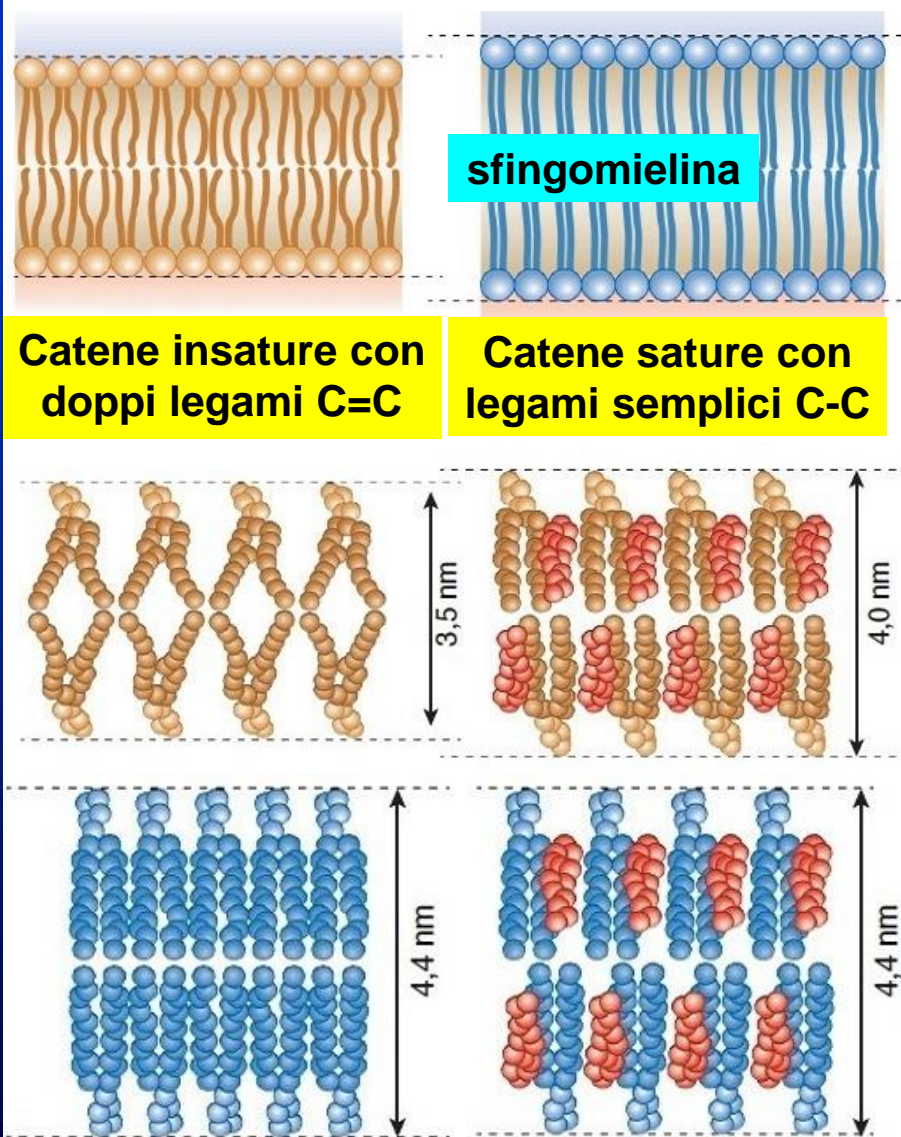 sfingomielina
Catene insature con
doppi legami C=C
Catene sature con
legami semplici C-C
3,5 nm
4,0 nm
4,4 nm
4,4 nm